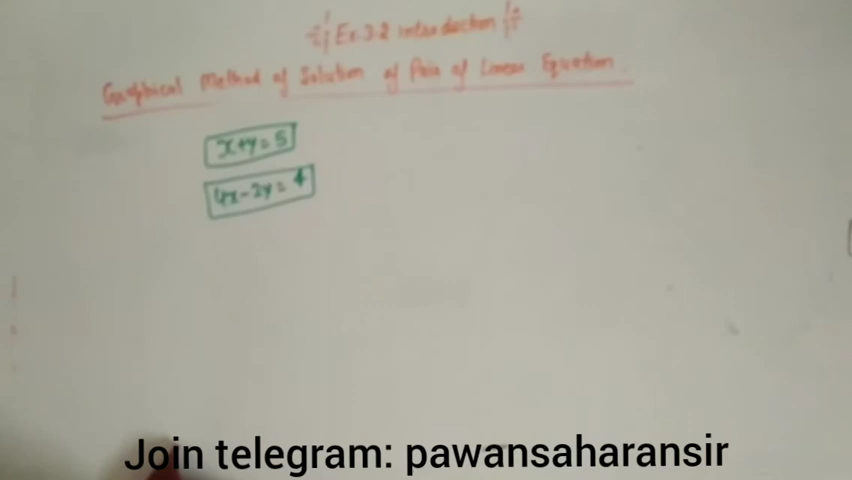 Ex. 3.2 Introduction
Graphical Method of Solution of Pair of Linear Equation.
x+y=5
4x-2y=4
Join telegram: pawansaharansir